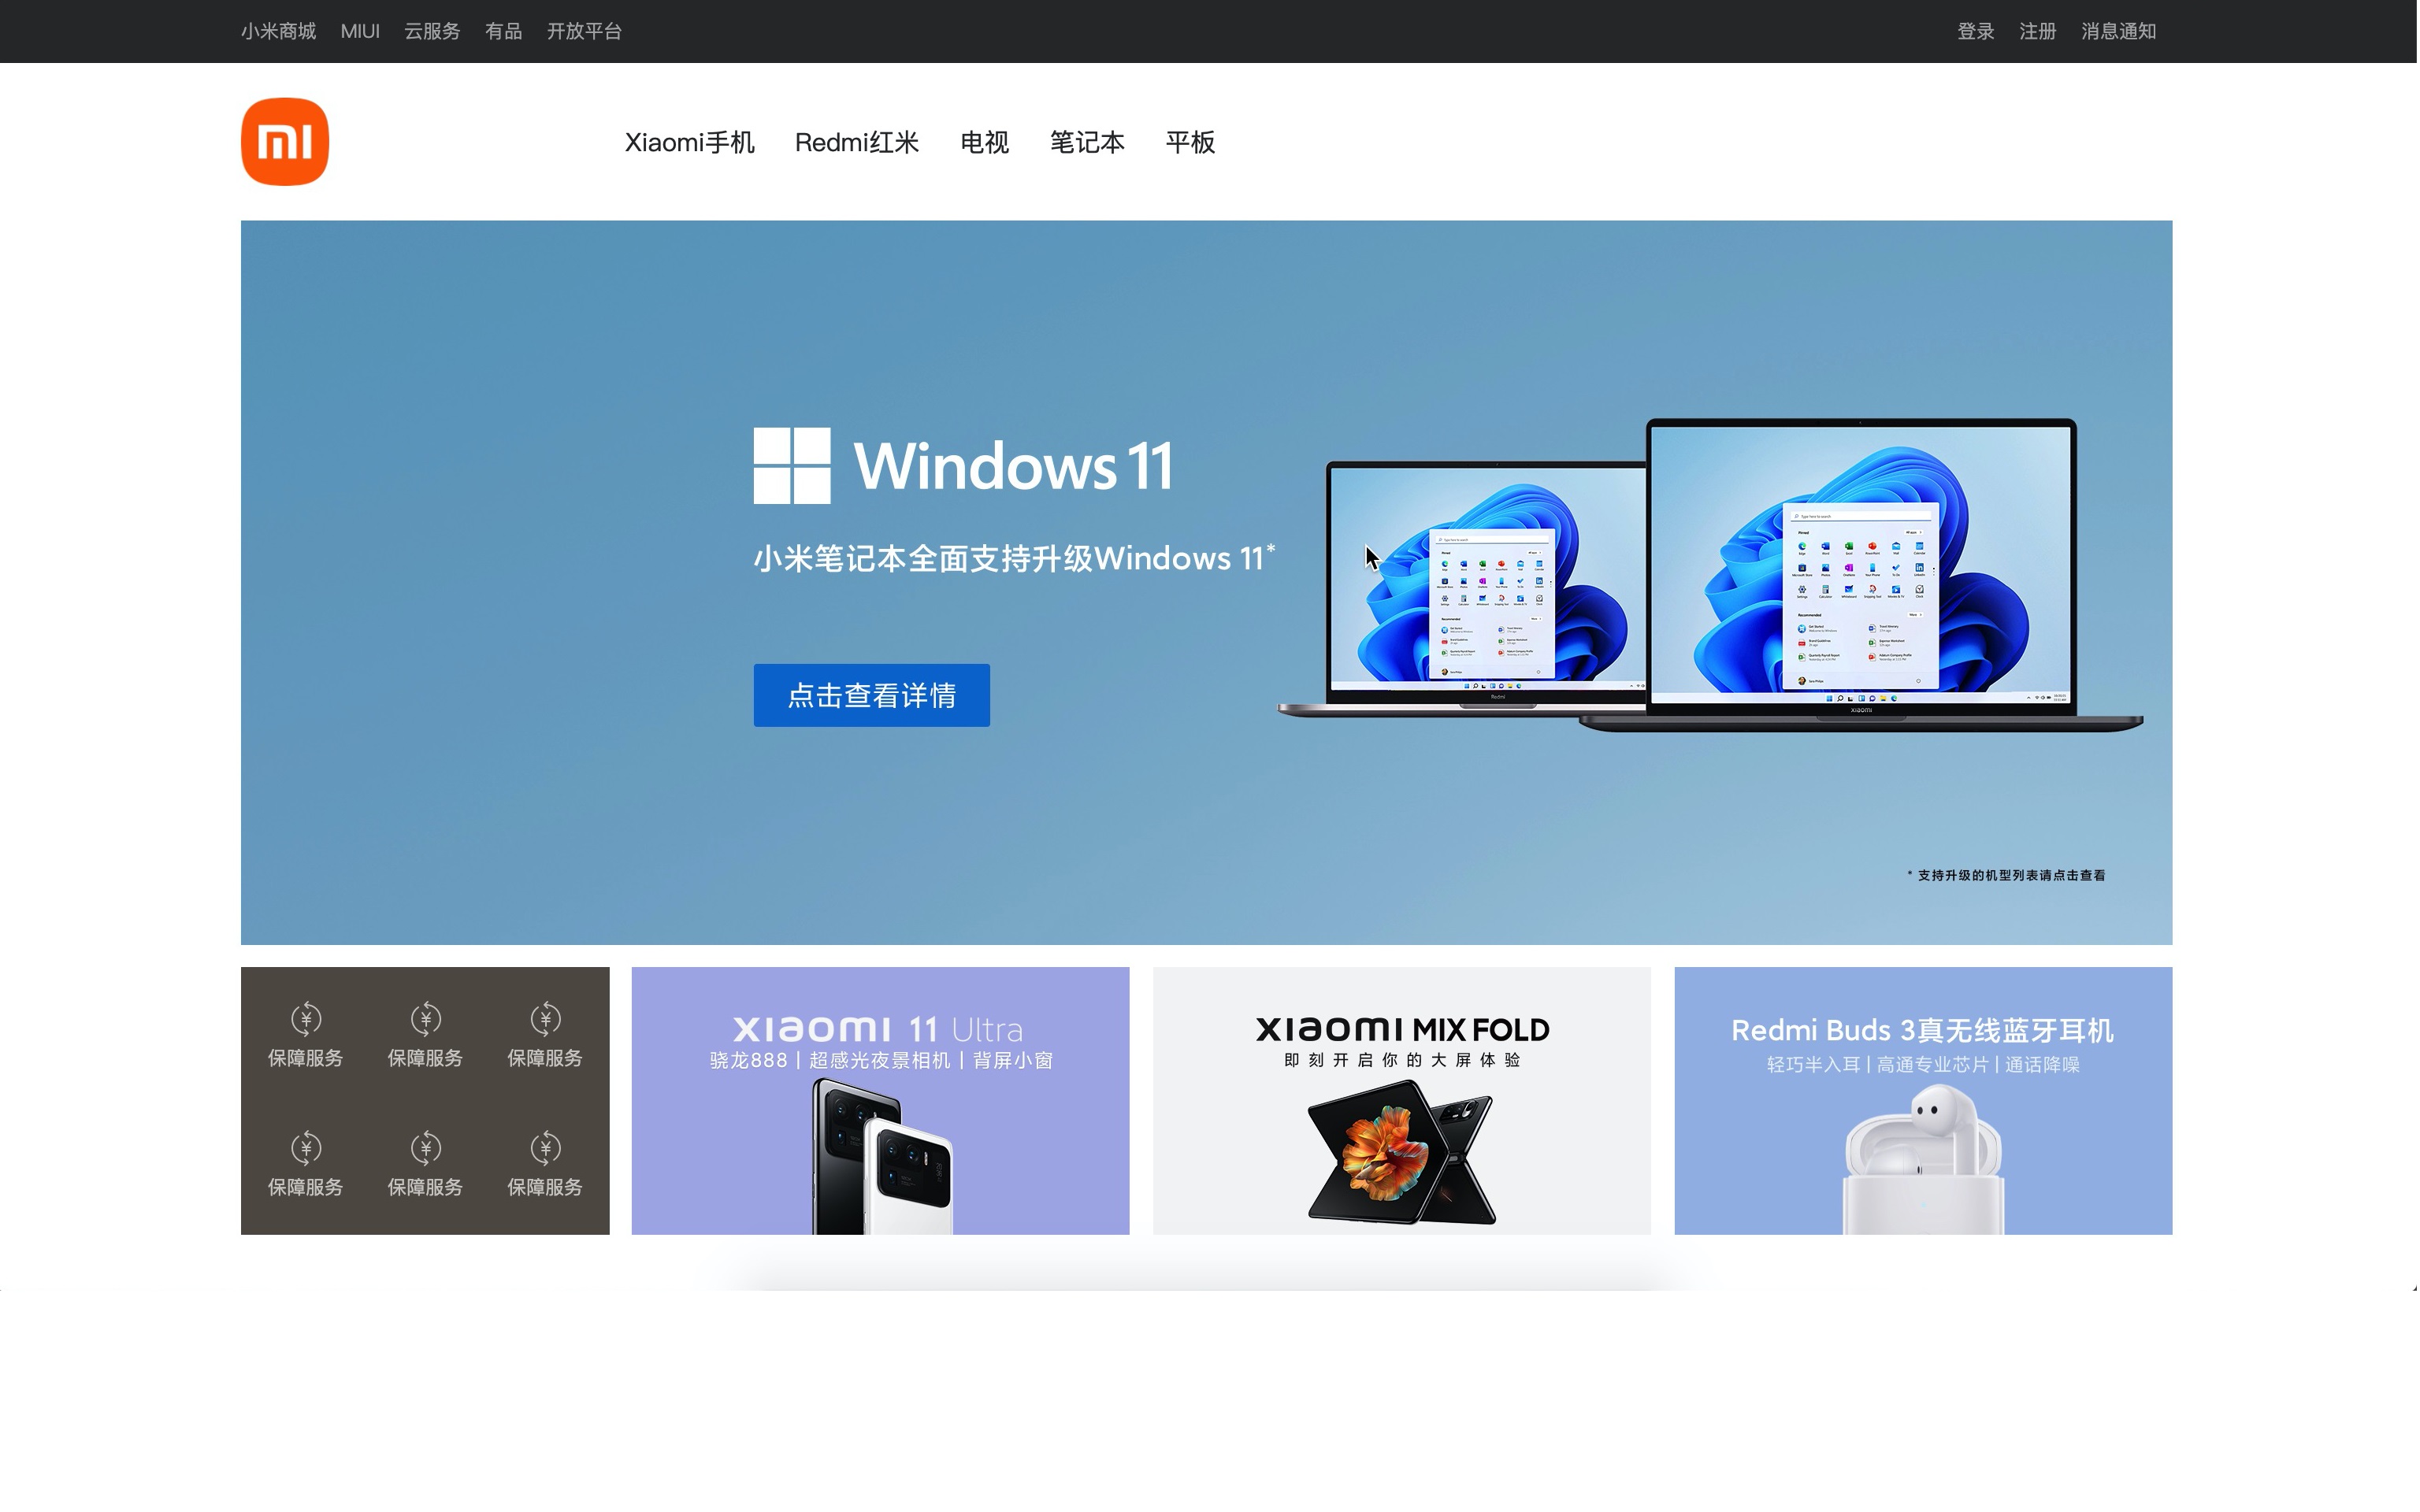 小米商城 MIUI 云服务 有品 开放平台 登录 注册 消息通知
mi Xiaomi手机 Redmi红米 电视 笔记本 平板
Windows 11
小米笔记本全面支持升级Windows 11*
点击查看详情
* 支持升级的机型列表请点击查看
保障服务 保障服务 保障服务
保障服务 保障服务 保障服务
xiaomi 11 Ultra
骁龙888 | 超感光夜景相机 | 背屏小窗
xiaomi MIX FOLD
即刻开启你的大屏体验
Redmi Buds 3真无线蓝牙耳机
轻巧半入耳 | 高通专业芯片 | 通话降噪